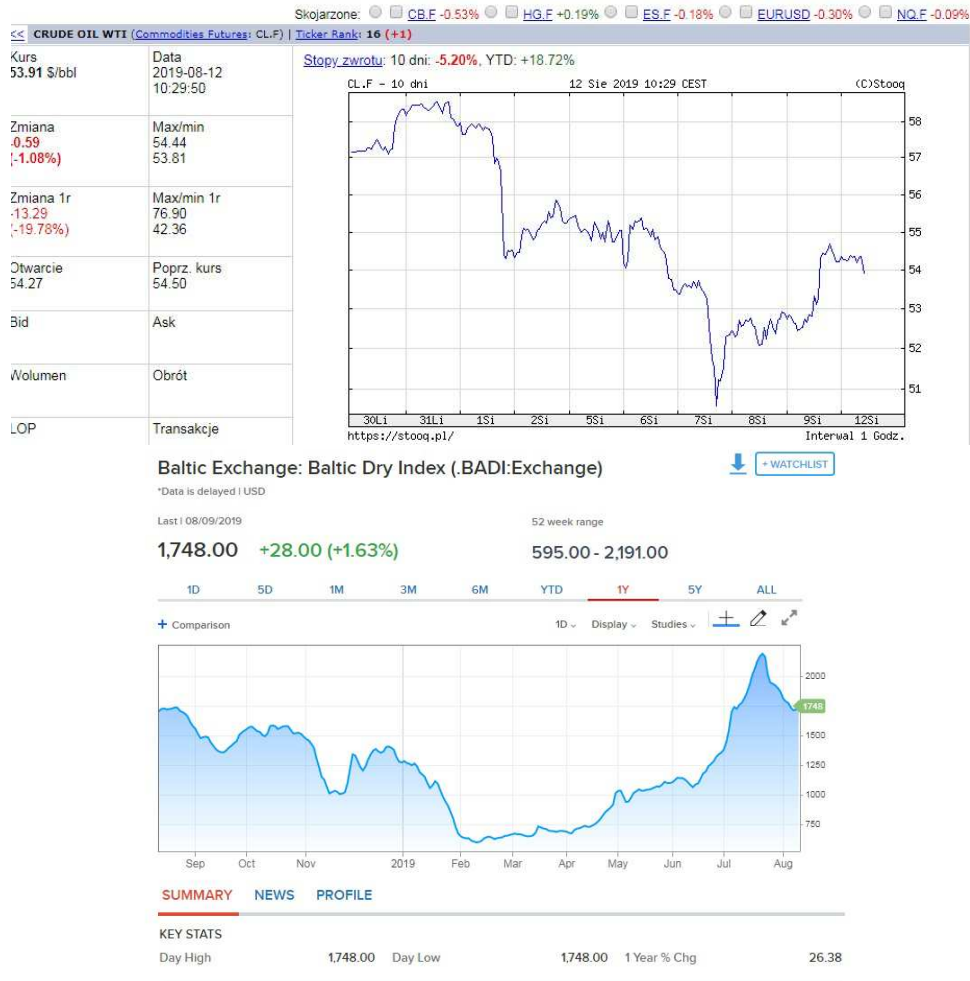 Skojarzone: CB.F -0.53% HG.F +0.19% ES.F -0.18% EURUSD -0.30% NQ.F -0.09%
<< CRUDE OIL WTI (Commodities Futures: CL.F) | Ticker Rank: 16 (+1)
Kurs Data
53.91 $/bbl 2019-08-12
10:29:50
Stopy zwrotu: 10 dni: -5.20%, YTD: +18.72%
CL.F - 10 dni 12 Sie 2019 10:29 CEST (C)Stooq
Zmiana Max/min
-0.59 54.44
(-1.08%) 53.81
Zmiana 1r Max/min 1r
-13.29 76.90
(-19.78%) 42.36
Otwarcie Poprz. kurs
54.27 54.50
Bid Ask
Wolumen Obrót
LOP Transakcje
58
57
56
55
54
53
52
51
30Li 31Li 1Si 2Si 5Si 6Si 7Si 8Si 9Si 12Si
https://stooq.pl/ Interwal 1 Godz.
Baltic Exchange: Baltic Dry Index (.BADI:Exchange) + WATCHLIST
*Data is delayed | USD
Last | 08/09/2019 52 week range
1,748.00 +28.00 (+1.63%) 595.00 - 2,191.00
1D 5D 1M 3M 6M YTD 1Y 5Y ALL
+ Comparison 1D Display Studies
2000
1748
1500
1250
1000
750
Sep Oct Nov 2019 Feb Mar Apr May Jun Jul Aug
SUMMARY NEWS PROFILE
KEY STATS
Day High 1,748.00 Day Low 1,748.00 1 Year % Chg 26.38